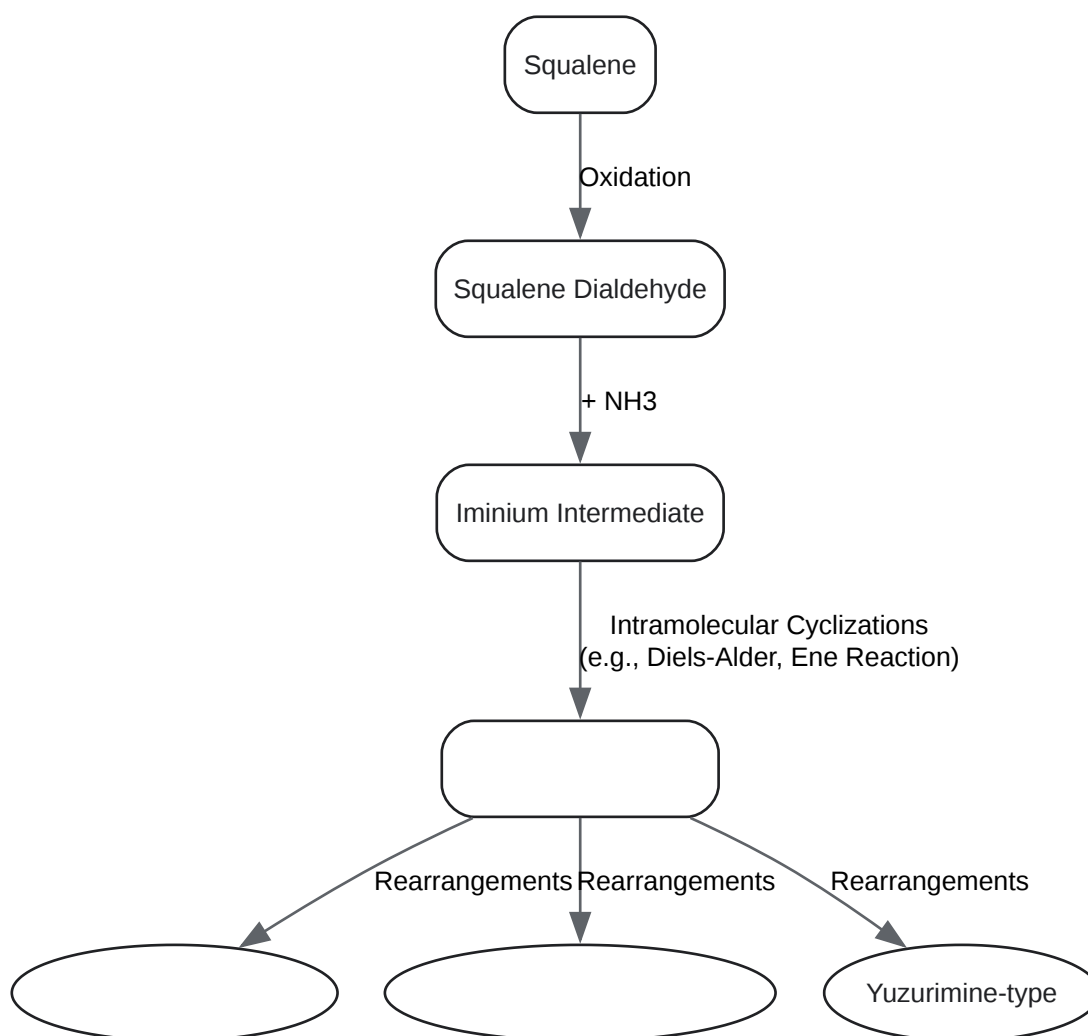 Squalene
Oxidation
Squalene Dialdehyde
+ NH3
Iminium Intermediate
Intramolecular Cyclizations
(e.g., Diels-Alder, Ene Reaction)
Rearrangements
Rearrangements
Rearrangements
Yuzurimine-type